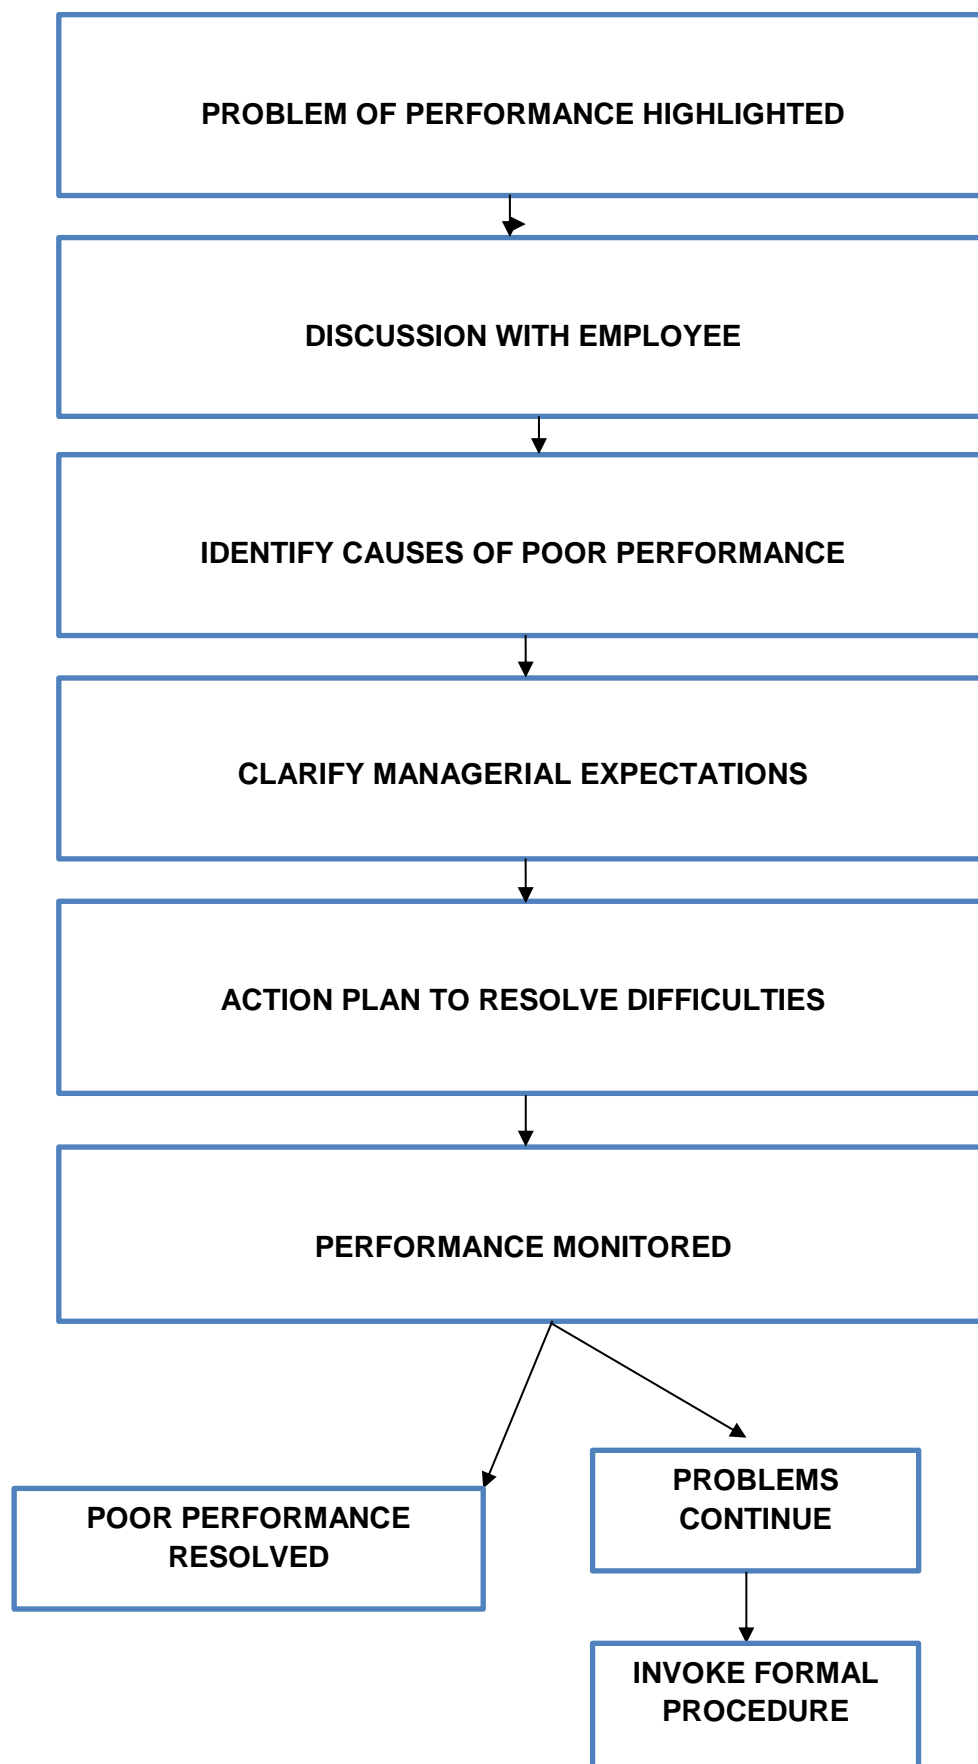 PROBLEM OF PERFORMANCE HIGHLIGHTED
DISCUSSION WITH EMPLOYEE
IDENTIFY CAUSES OF POOR PERFORMANCE
CLARIFY MANAGERIAL EXPECTATIONS
ACTION PLAN TO RESOLVE DIFFICULTIES
PERFORMANCE MONITORED
POOR PERFORMANCE
RESOLVED
PROBLEMS
CONTINUE
INVOKE FORMAL
PROCEDURE